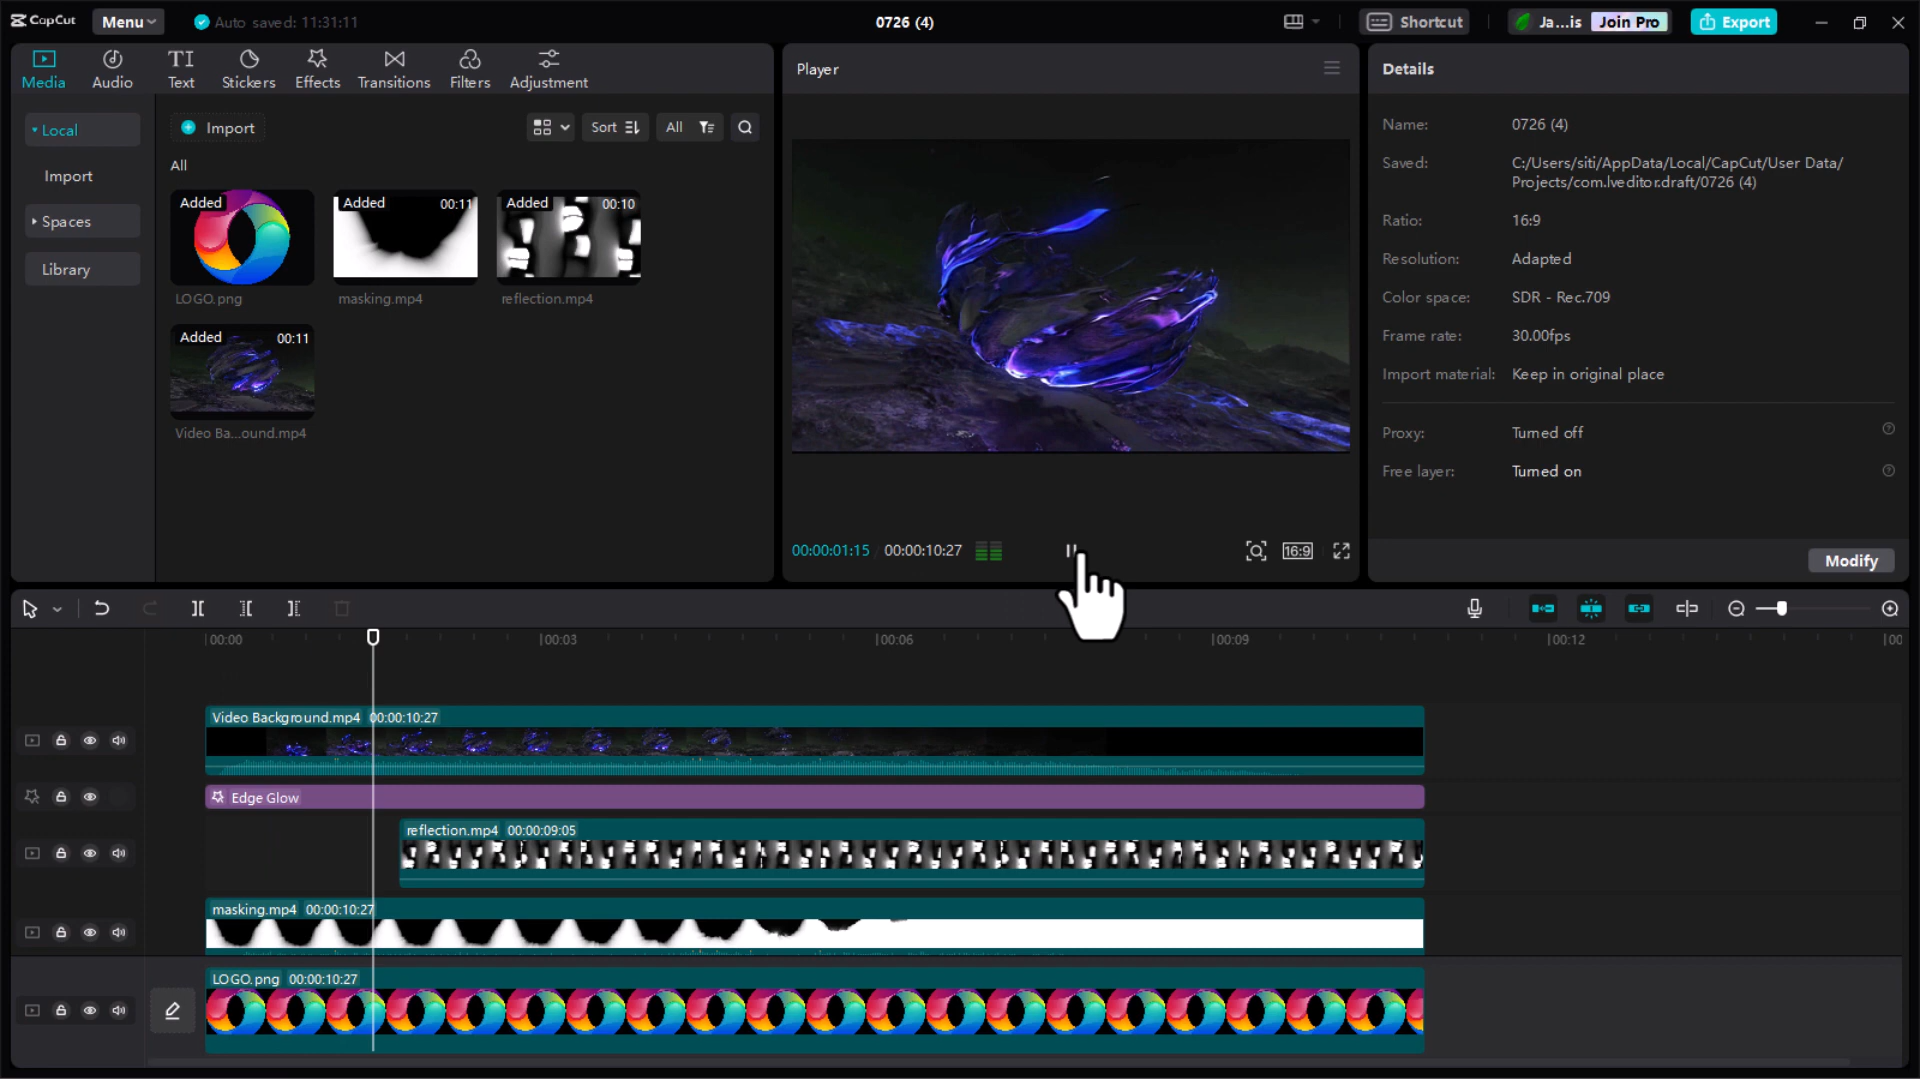 CapCut
Menu
Auto saved: 11:31:11
0726 (4)
Shortcut
Ja...is
Join Pro
Export
Media
Audio
TI
Text
Stickers
Effects
Transitions
Filters
Adjustment
Player
Details
Local
Import
Spaces
Library
Import
Sort
All
All
Added
LOGO.png
Added 00:11
masking.mp4
Added 00:10
reflection.mp4
Added 00:11
Video Ba...ound.mp4
00:00:01:15 / 00:00:10:27
16:9
Name: 0726 (4)
Saved: C:/Users/siti/AppData/Local/CapCut/User Data/
Projects/com.lveditor.draft/0726 (4)
Ratio: 16:9
Resolution: Adapted
Color space: SDR - Rec.709
Frame rate: 30.00fps
Import material: Keep in original place
Proxy: Turned off
Free layer: Turned on
Modify
00:00
00:03
00:06
00:09
00:12
00
Video Background.mp4 00:00:10:27
Edge Glow
reflection.mp4 00:00:09:05
masking.mp4 00:00:10:27
LOGO.png 00:00:10:27